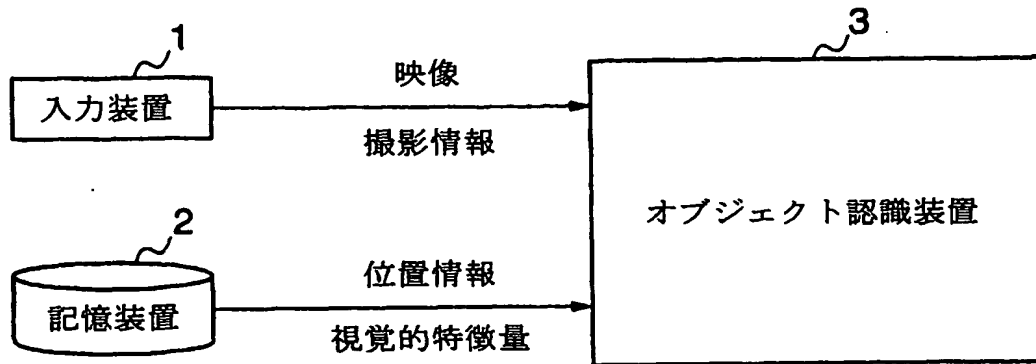 1
入力装置
映像
撮影情報
3
オブジェクト認識装置
2
記憶装置
位置情報
視覚的特徴量